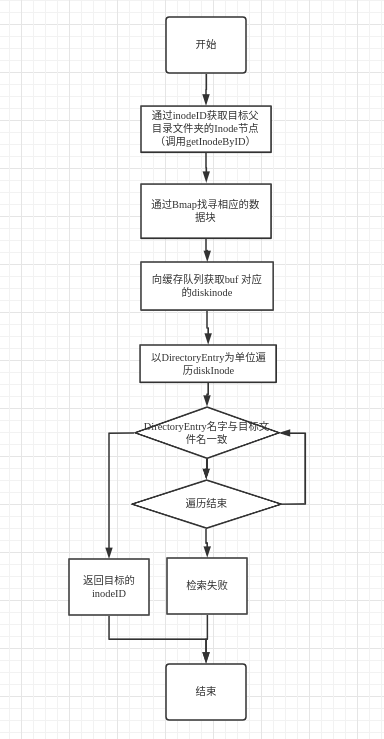 开始
通过inodeID获取目标父
目录文件夹的Inode节点
（调用getInodeByID）
通过Bmap找寻相应的数
据块
向缓存队列获取buf 对应
的diskinode
以DirectoryEntry为单位遍
历diskInode
DirectoryEntry名字与目标文
件名一致
遍历结束
返回目标的
inodeID
检索失败
结束